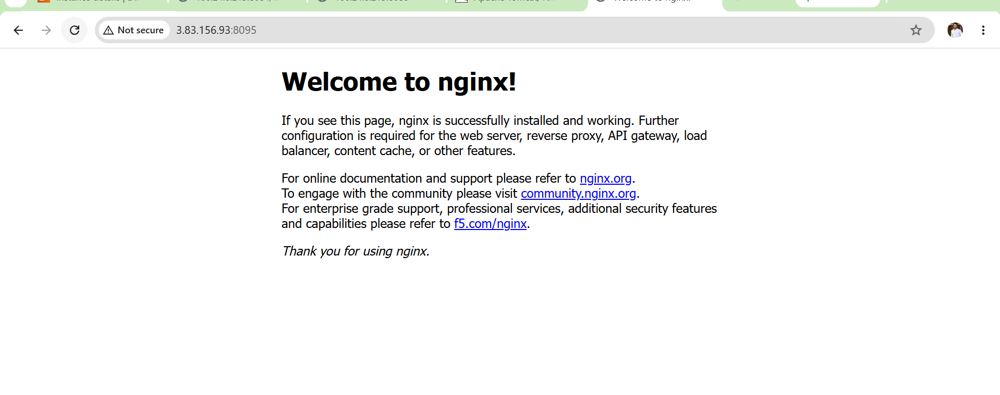 Not secure
3.83.156.93:8095
Welcome to nginx!
If you see this page, nginx is successfully installed and working. Further
configuration is required for the web server, reverse proxy, API gateway, load
balancer, content cache, or other features.
For online documentation and support please refer to nginx.org.
To engage with the community please visit community.nginx.org.
For enterprise grade support, professional services, additional security features
and capabilities please refer to f5.com/nginx.
Thank you for using nginx.